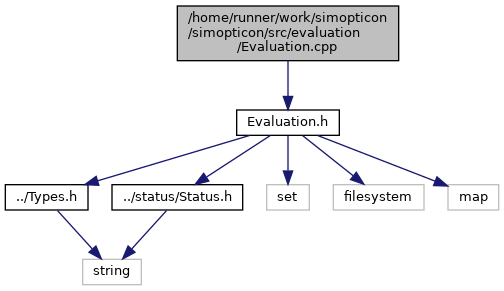 /home/runner/work/simopticon
/simopticon/src/evaluation
/Evaluation.cpp
Evaluation.h
../Types.h
../status/Status.h
set
filesystem
map
string